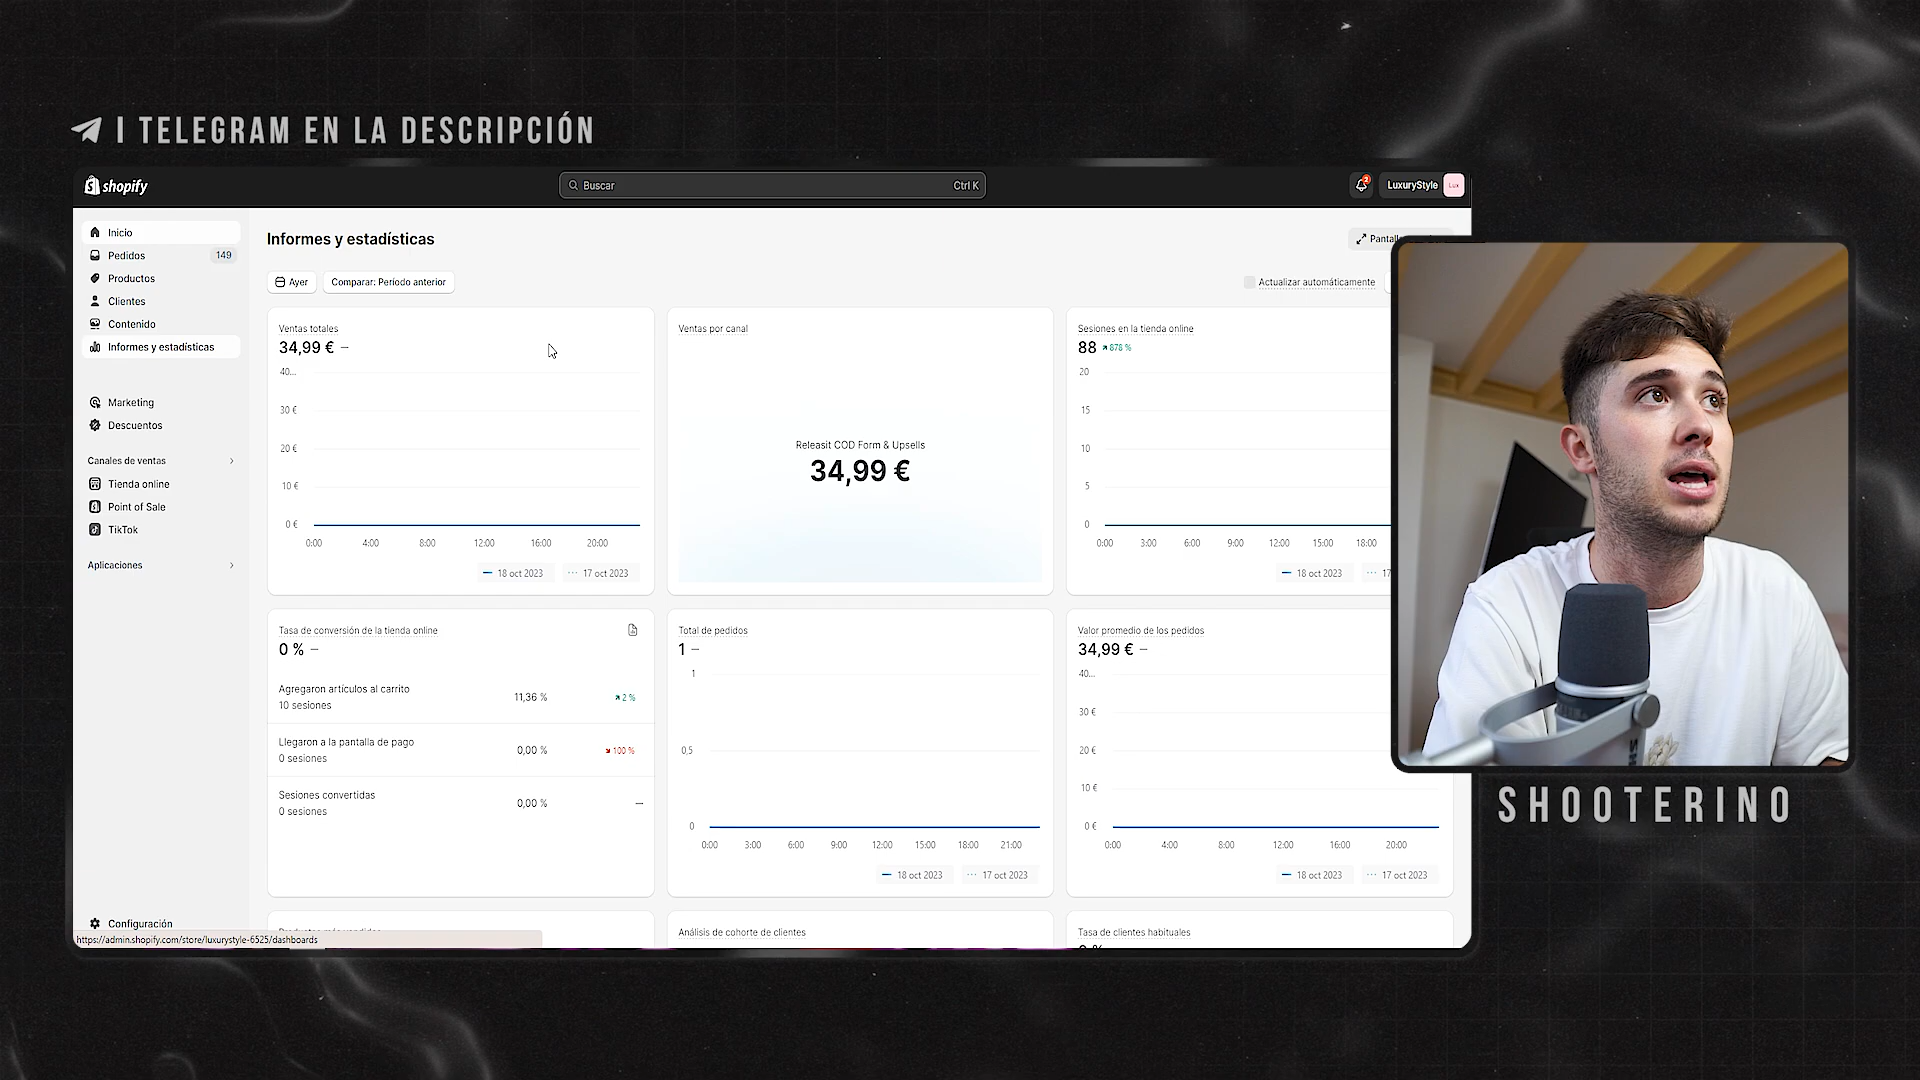 I TELEGRAM EN LA DESCRIPCIÓN
shopify
Buscar
Ctrl K
2
LuxuryStyle
Lux
Inicio
Pedidos
149
Productos
Clientes
Contenido
Informes y estadísticas
Marketing
Descuentos
Canales de ventas
Tienda online
Point of Sale
TikTok
Aplicaciones
Configuración
https://admin.shopify.com/store/luxurystyle-6525/dashboards
Informes y estadísticas
Ayer
Comparar: Período anterior
Actualizar automáticamente
Ventas totales
34,99 € —
40...
30 €
20 €
10 €
0 €
0:00 4:00 8:00 12:00 16:00 20:00
18 oct 2023 17 oct 2023
Ventas por canal
Releasit COD Form & Upsells
34,99 €
Sesiones en la tienda online
88 878 %
20
15
10
5
0
0:00 3:00 6:00 9:00 12:00 15:00 18:00
18 oct 2023 17
Tasa de conversión de la tienda online
0 % —
Agregaron artículos al carrito
10 sesiones
11,36 %
2 %
Llegaron a la pantalla de pago
0 sesiones
0,00 %
100 %
Sesiones convertidas
0 sesiones
0,00 %
—
Total de pedidos
1 —
1
0,5
0
0:00 3:00 6:00 9:00 12:00 15:00 18:00 21:00
18 oct 2023 17 oct 2023
Valor promedio de los pedidos
34,99 € —
40...
30 €
20 €
10 €
0 €
0:00 4:00 8:00 12:00 16:00 20:00
18 oct 2023 17 oct 2023
Análisis de cohorte de clientes
Tasa de clientes habituales
SHOOTERINO